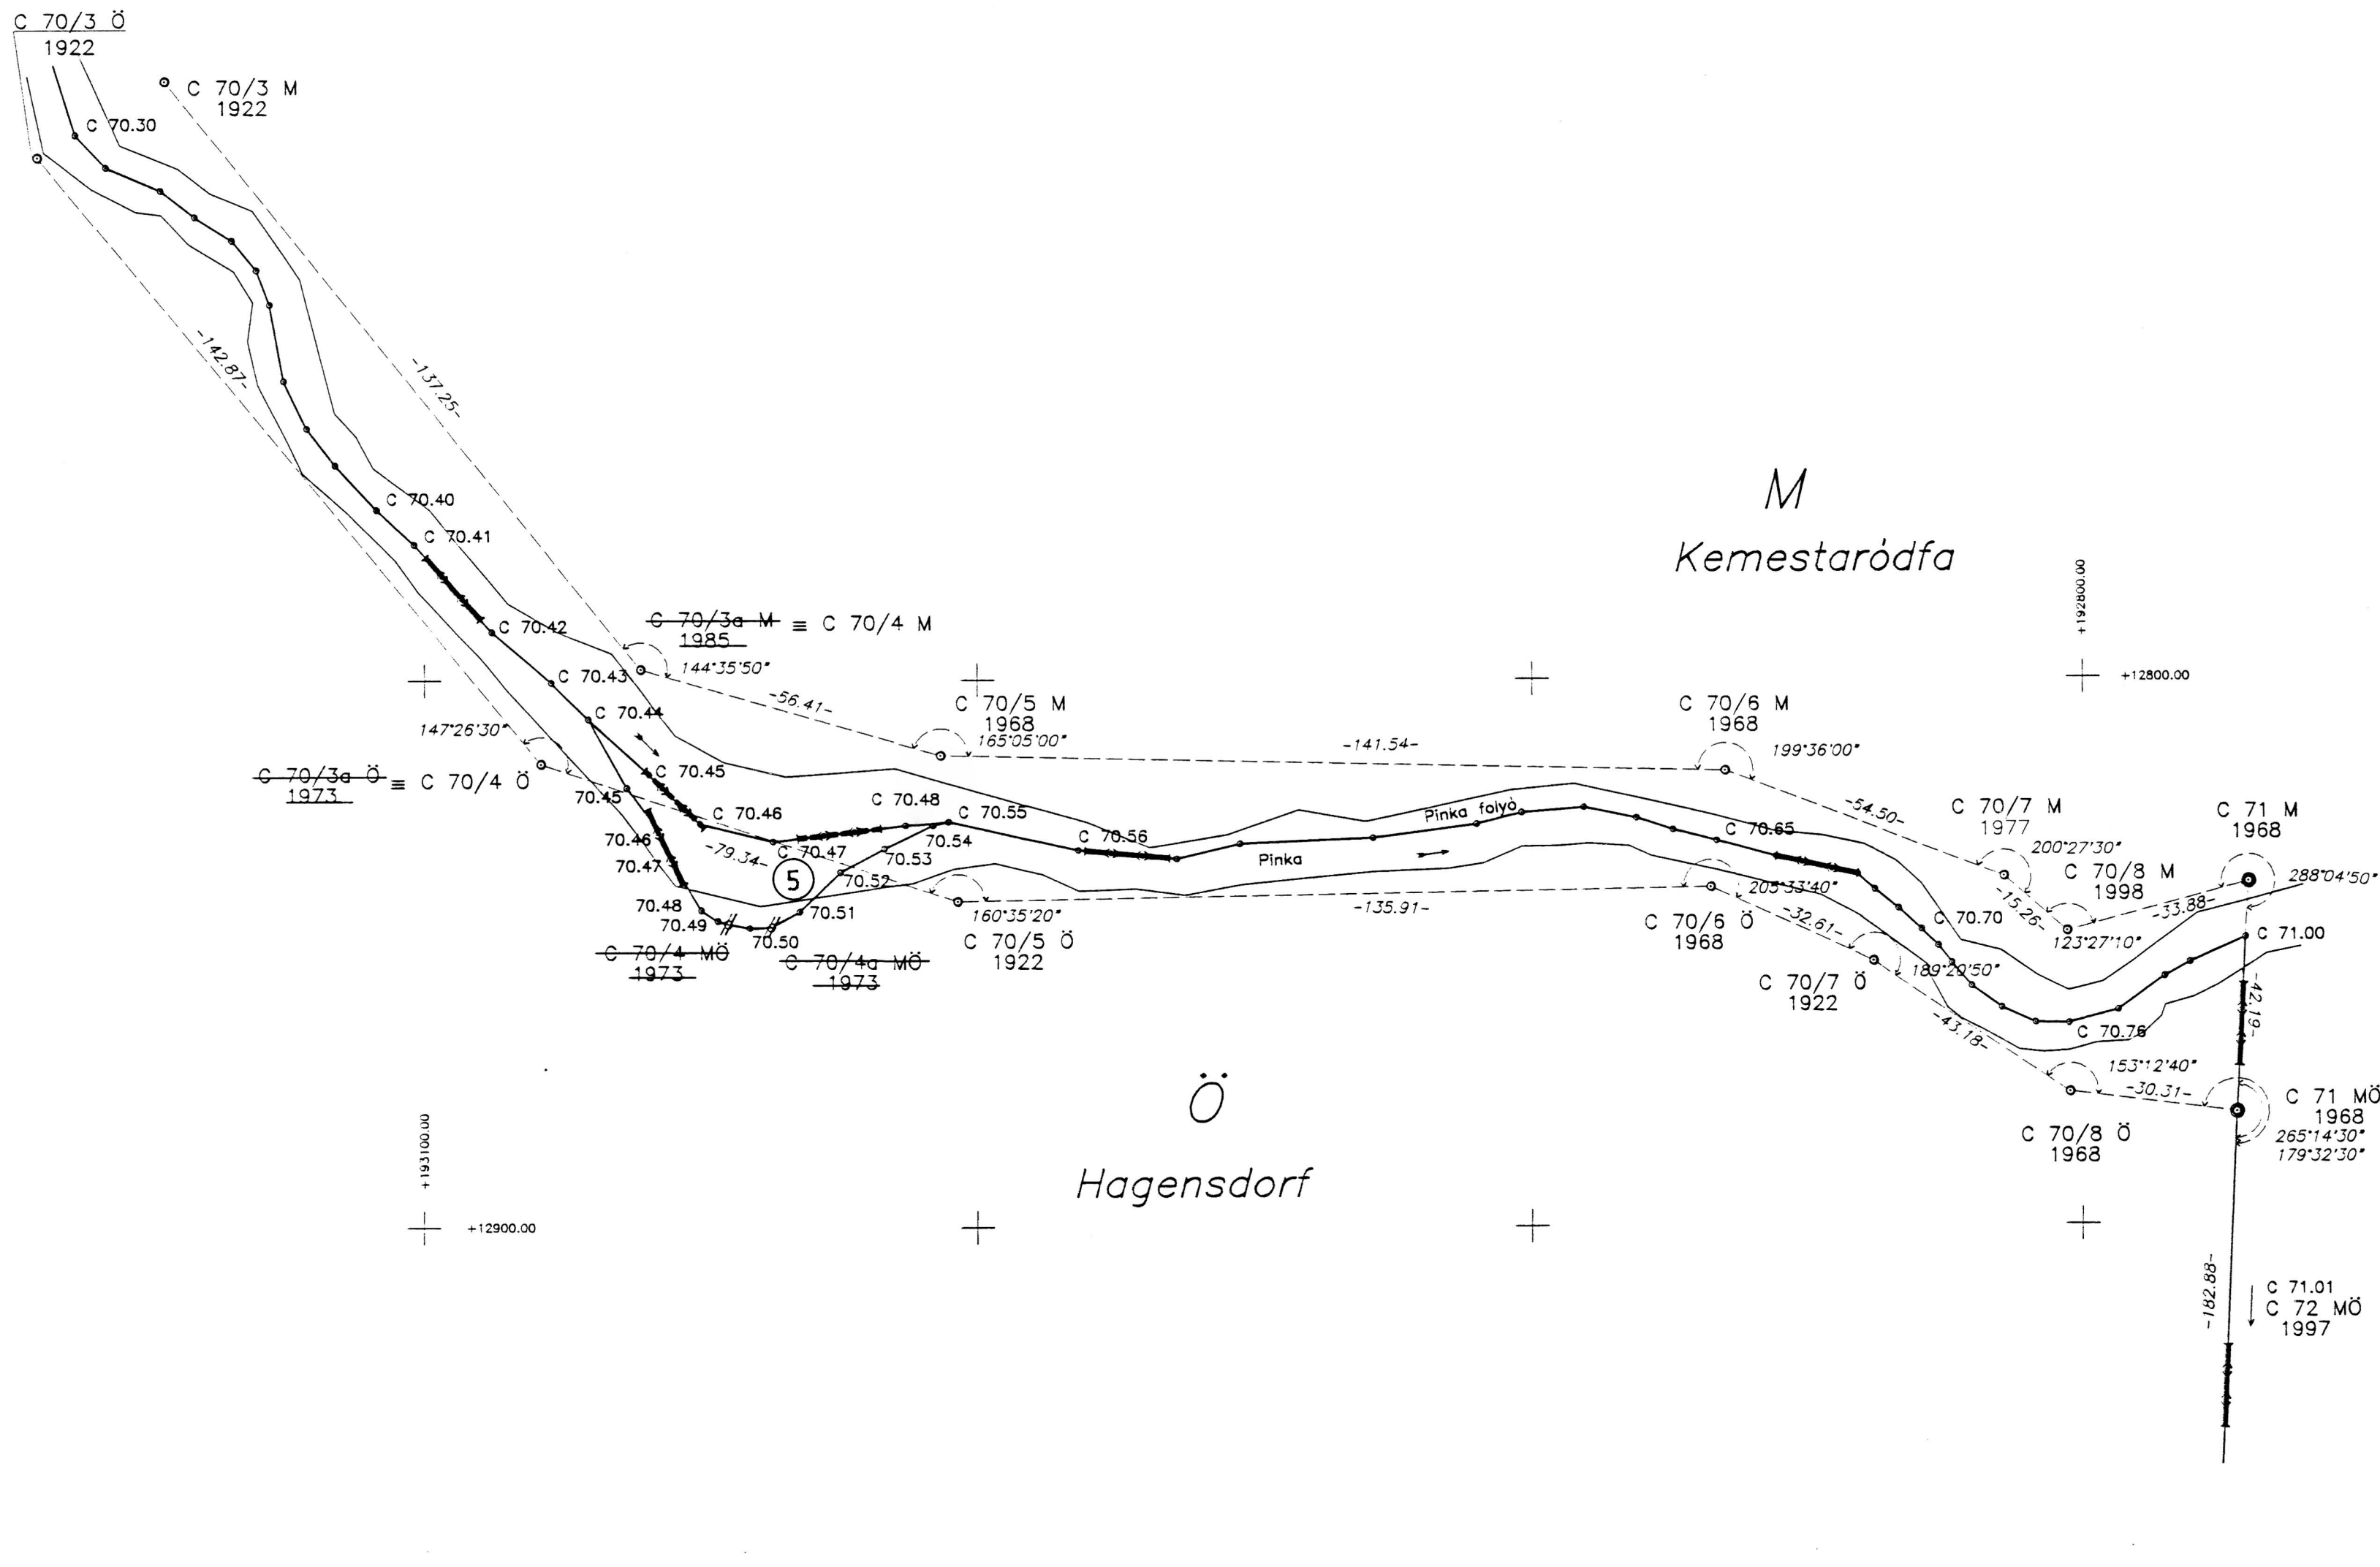 C 70/3 Ö
1922
C 70/3 M
1922
C 70.30
-142.87-
-137.25-
C 70.40
C 70.41
C 70.42
C 70.43
C 70.44
C 70/3a M ≡ C 70/4 M
1985
144°35'50"
-56.41-
C 70/5 M
1968
165°05'00"
-141.54-
C 70/6 M
1968
199°36'00"
-54.50-
M
Kemestaródfa
+192800.00
+12800.00
C 70/7 M
1977
200°27'30"
C 70/8 M
1998
-15.26-
123°27'10"
-33.88-
C 71 M
1968
288°04'50"
147°26'30"
C 70/3a Ö ≡ C 70/4 Ö
1973
C 70.45
70.45
C 70.46
70.46
-79.34-
C 70.47
70.47
C 70.48
C 70.55
70.54
70.53
70.52
70.51
5
70.48
70.49
70.50
C 70/4 MÖ
1973
C 70/4a MÖ
1973
160°35'20"
C 70/5 Ö
1922
C 70.56
Pinka folyó
Pinka
-135.91-
C 70.65
205°33'40"
C 70/6 Ö
1968
-32.61-
C 70.70
189°20'50"
C 70/7 Ö
1922
-43.18-
C 70.76
C 71.00
-42.19-
153°12'40"
-30.31-
C 70/8 Ö
1968
C 71 MÖ
1968
265°14'30"
179°32'30"
Ö
Hagensdorf
+193100.00
+12900.00
-182.88-
C 71.01
C 72 MÖ
1997